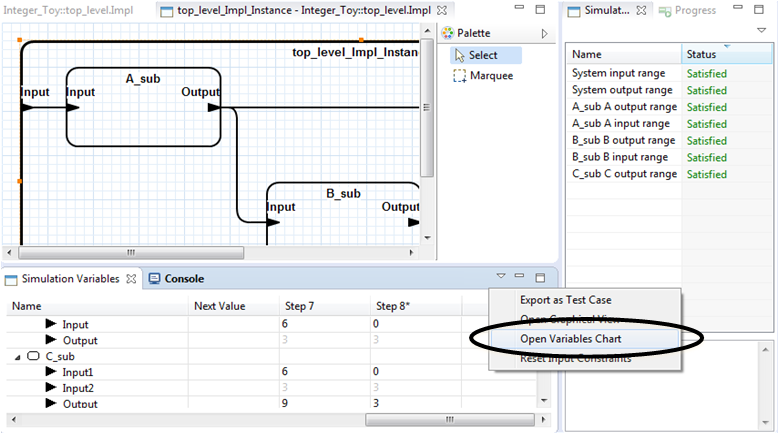 Integer_Toy::top_level.Impl
top_level_Impl_Instance - Integer_Toy::top_level.Impl
top_level_Impl_Instanc
A_sub
Input
Input
Output
B_sub
Input
Output
Palette
Select
Marquee
Simulat...
Progress
Name Status
System input range Satisfied
System output range Satisfied
A_sub A output range Satisfied
A_sub A input range Satisfied
B_sub B output range Satisfied
B_sub B input range Satisfied
C_sub C output range Satisfied
Simulation Variables
Console
Name Next Value Step 7 Step 8*
Input 6 0
Output 3 3
C_sub
Input1 6 0
Input2 3 3
Output 9 3
Export as Test Case
Open Graphical View
Open Variables Chart
Reset Input Constraints